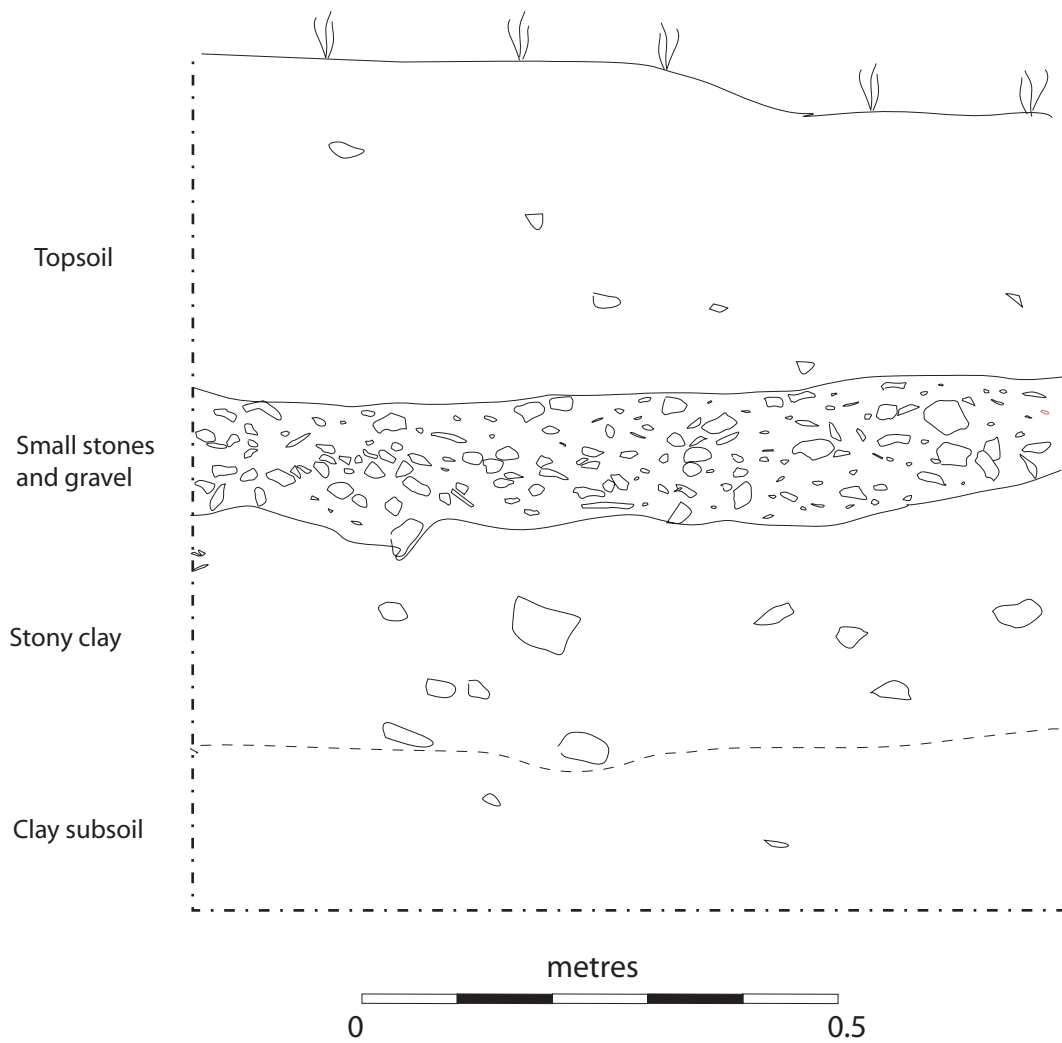 Topsoil
Small stones
and gravel
Stony clay
Clay subsoil
metres
0 0.5